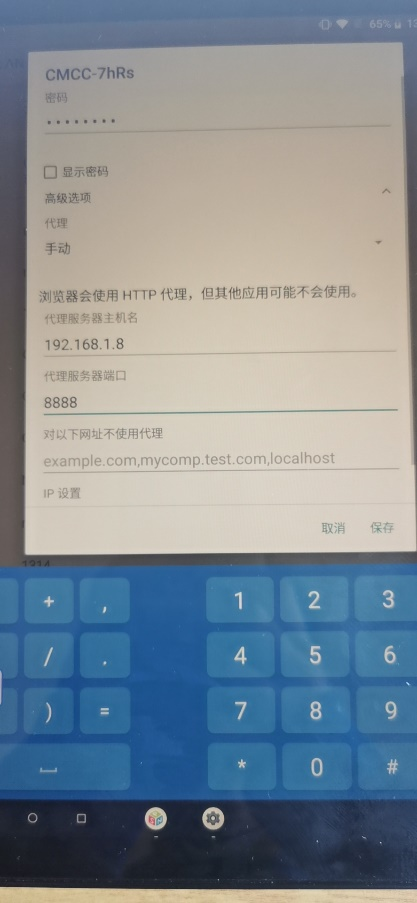 65% 13
CMCC-7hRs
密码
••••••••
显示密码
高级选项
代理
手动
浏览器会使用 HTTP 代理，但其他应用可能不会使用。
代理服务器主机名
192.168.1.8
代理服务器端口
8888
对以下网址不使用代理
example.com,mycomp.test.com,localhost
IP 设置
取消 保存
1314
+ , 1 2 3
/ . 4 5 6
) = 7 8 9
* 0 #